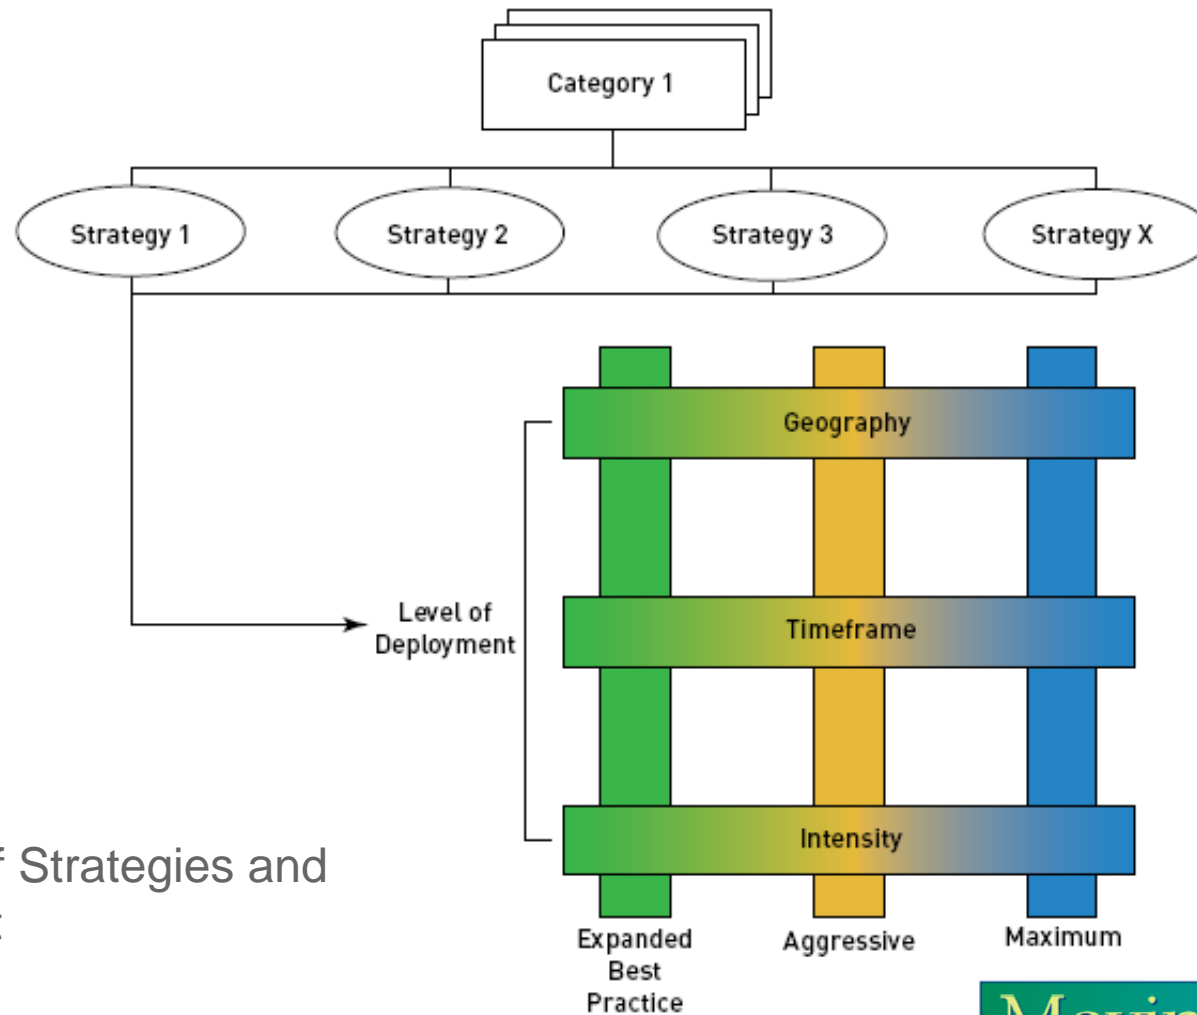 Category 1
Strategy 1
Strategy 2
Strategy 3
Strategy X
Geography
Level of
Deployment
Timeframe
Intensity
Strategies and
Expanded
Best
Practice
Aggressive
Maximum